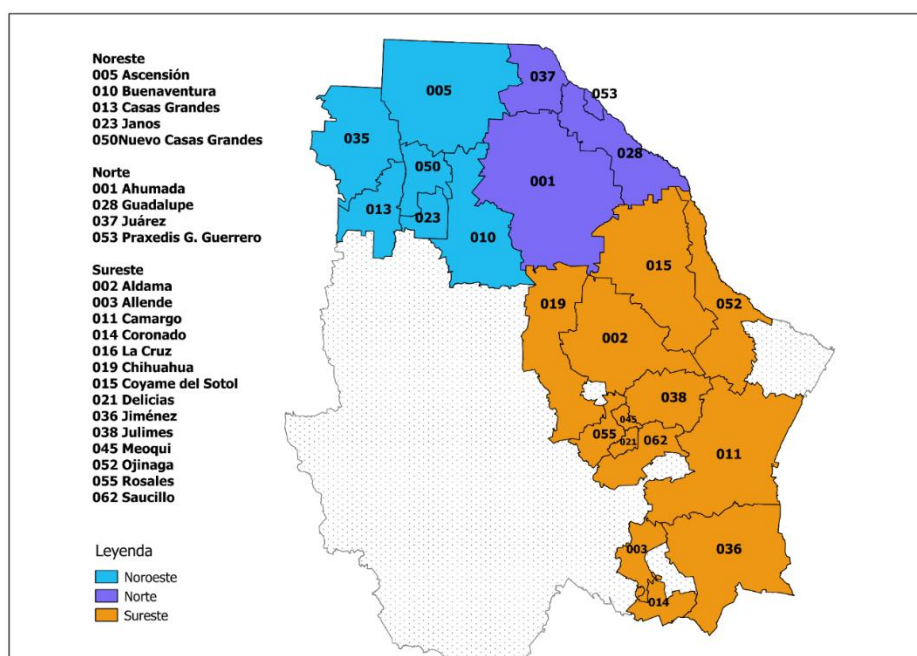 Noreste
005 Ascensión
010 Buenaventura
013 Casas Grandes
023 Janos
050Nuevo Casas Grandes
Norte
001 Ahumada
028 Guadalupe
037 Juárez
053 Praxedis G. Guerrero
Sureste
002 Aldama
003 Allende
011 Camargo
014 Coronado
016 La Cruz
019 Chihuahua
015 Coyame del Sotol
021 Delicias
036 Jiménez
038 Julimes
045 Meoqui
052 Ojinaga
055 Rosales
062 Saucillo
Leyenda
Noroeste
Norte
Sureste
037
053
005
035
028
050
001
013
023
010
015
019
052
002
038
045
055
021
062
011
003
036
014